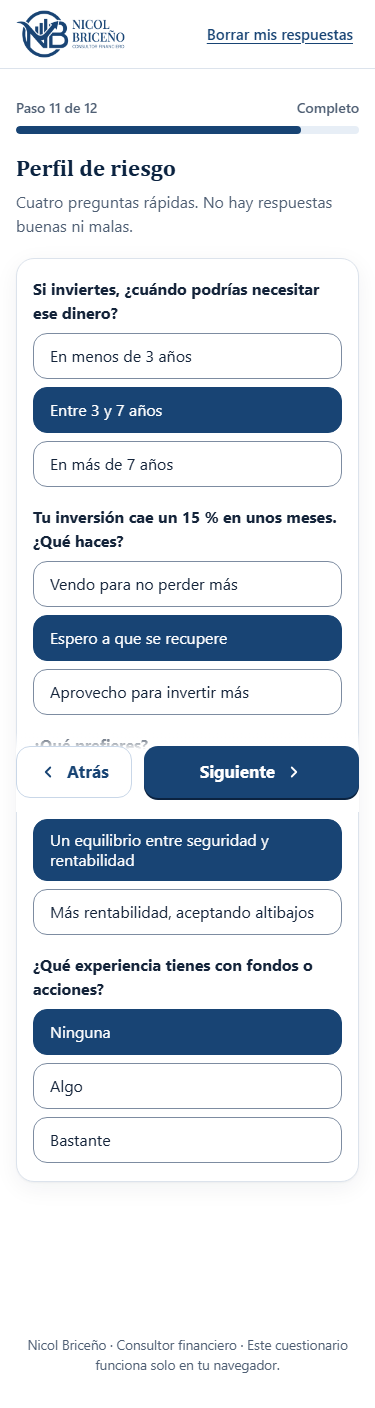 NICOL
BRICEÑO
CONSULTOR FINANCIERO
Borrar mis respuestas
Paso 11 de 12
Completo
Perfil de riesgo
Cuatro preguntas rápidas. No hay respuestas
buenas ni malas.
Si inviertes, ¿cuándo podrías necesitar
ese dinero?
En menos de 3 años
Entre 3 y 7 años
En más de 7 años
Tu inversión cae un 15 % en unos meses.
¿Qué haces?
Vendo para no perder más
Espero a que se recupere
Aprovecho para invertir más
¿Qué prefieres?
Atrás
Siguiente
Un equilibrio entre seguridad y
rentabilidad
Más rentabilidad, aceptando altibajos
¿Qué experiencia tienes con fondos o
acciones?
Ninguna
Algo
Bastante
Nicol Briceño · Consultor financiero · Este cuestionario
funciona solo en tu navegador.